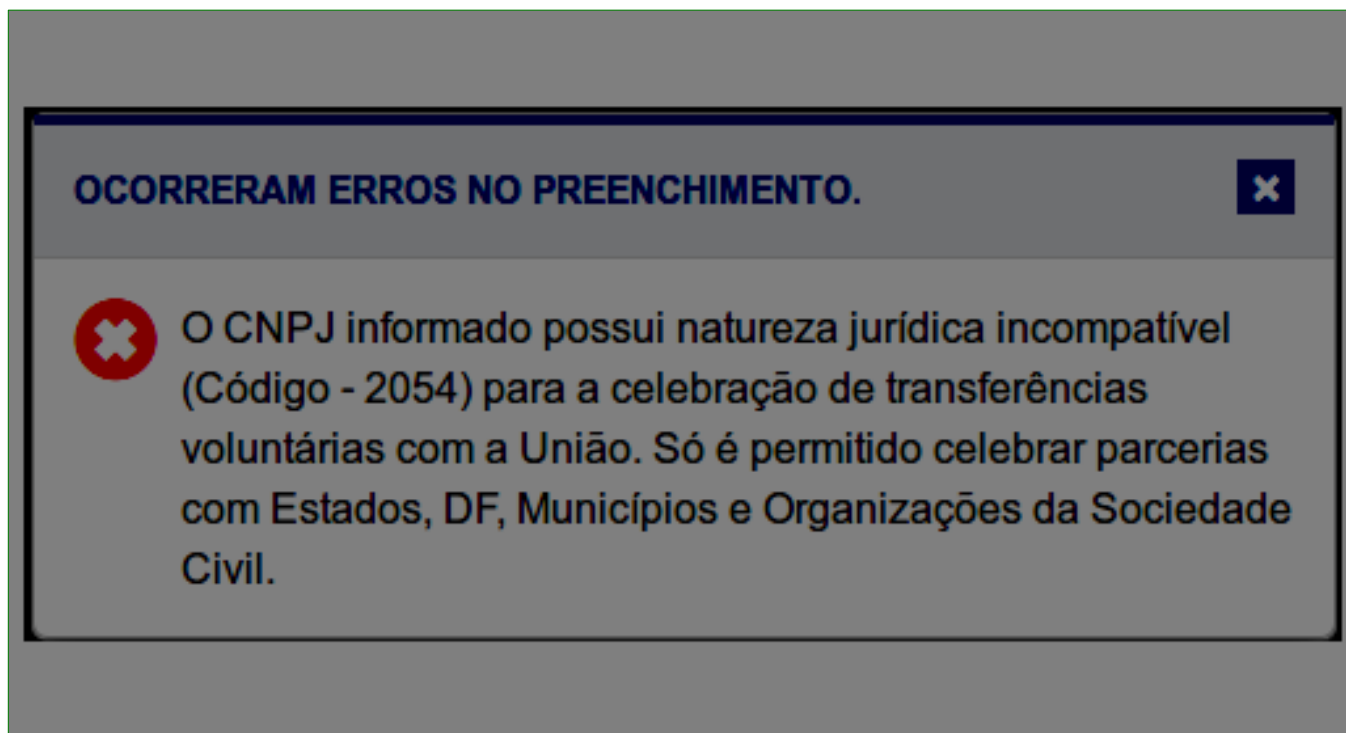 OCORRERAM ERROS NO PREENCHIMENTO.
O CNPJ informado possui natureza jurídica incompatível
(Código - 2054) para a celebração de transferências
voluntárias com a União. Só é permitido celebrar parcerias
com Estados, DF, Municípios e Organizações da Sociedade
Civil.